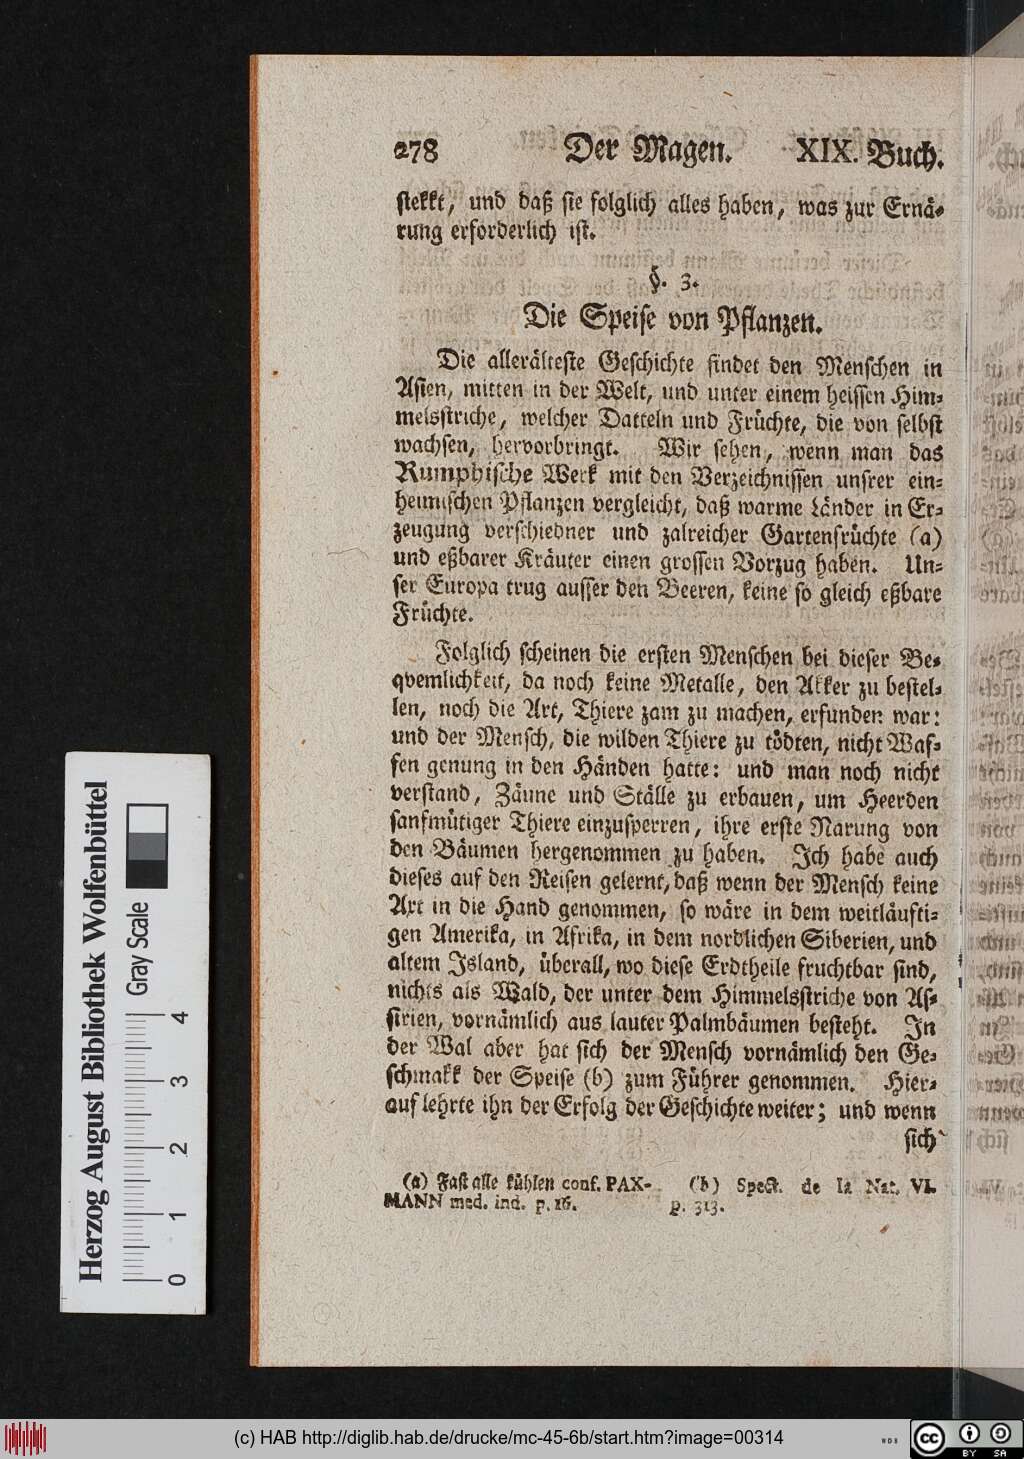 278 Der Magen. XIX. Buch.
stekkt, und daß sie folglich alles haben, was zur Ernä-
rung erforderlich ist.
§. 3.
Die Speise von Pflanzen.
Die allerälteste Geschichte findet den Menschen in
Asien, mitten in der Welt, und unter einem heissen Him-
melsstriche, welcher Datteln und Früchte, die von selbst
wachsen, hervorbringt. Wir sehen, wenn man das
Rumphische Werk mit den Verzeichnissen unsrer ein-
heimischen Pflanzen vergleicht, daß warme Länder in Er-
zeugung verschiedner und zalreicher Gartenfrüchte (a)
und eßbarer Kräuter einen grossen Vorzug haben. Un-
ser Europa trug ausser den Beeren, keine so gleich eßbare
Früchte.
Folglich scheinen die ersten Menschen bei dieser Be-
qvemlichkeit, da noch keine Metalle, den Akker zu bestel-
len, noch die Art, Thiere zam zu machen, erfunden war:
und der Mensch, die wilden Thiere zu tödten, nicht Waf-
fen genung in den Händen hatte: und man noch nicht
verstand, Zäune und Ställe zu erbauen, um Heerden
sanfmütiger Thiere einzusperren, ihre erste Narung von
den Bäumen hergenommen zu haben. Ich habe auch
dieses auf den Reisen gelernt, daß wenn der Mensch keine
Axt in die Hand genommen, so wäre in dem weitläufti-
gen Amerika, in Afrika, in dem nordlichen Siberien, und
altem Island, überall, wo diese Erdtheile fruchtbar sind,
nichts als Wald, der unter dem Himmelsstriche von As-
sirien, vornämlich aus lauter Palmbäumen besteht. In
der Wal aber hat sich der Mensch vornämlich den Ge-
schmakk der Speise (b) zum Führer genommen. Hier-
auf lehrte ihn der Erfolg der Geschichte weiter; und wenn
sich
(a) Fast alle kühlen conf. PAX-
MANN med. ind. p. 16.
(b) Spect. de la Nat. VI.
p. 313.
Herzog August Bibliothek Wolfenbüttel
Gray Scale
0 1 2 3 4
(c) HAB http://diglib.hab.de/drucke/mc-45-6b/start.htm?image=00314
WDB
cc BY SA